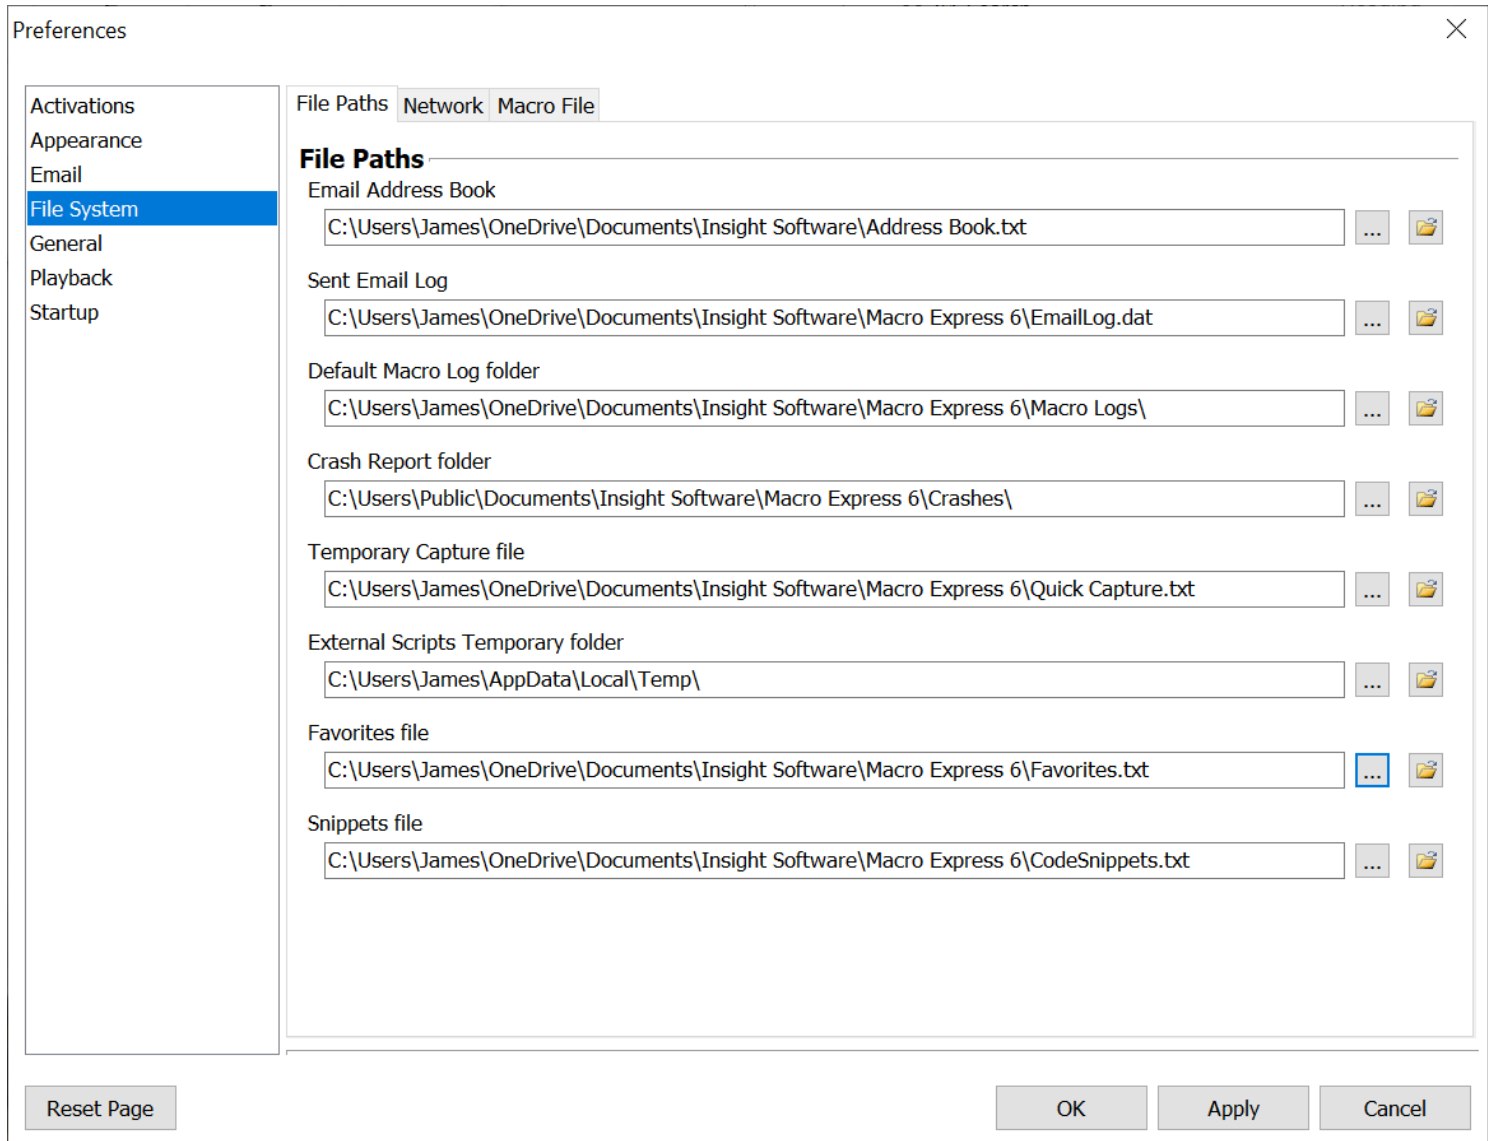 Preferences
Activations
Appearance
Email
File System
General
Playback
Startup
File Paths
Network
Macro File
File Paths
Email Address Book
C:\Users\James\OneDrive\Documents\Insight Software\Address Book.txt
...
Sent Email Log
C:\Users\James\OneDrive\Documents\Insight Software\Macro Express 6\EmailLog.dat
...
Default Macro Log folder
C:\Users\James\OneDrive\Documents\Insight Software\Macro Express 6\Macro Logs\
...
Crash Report folder
C:\Users\Public\Documents\Insight Software\Macro Express 6\Crashes\
...
Temporary Capture file
C:\Users\James\OneDrive\Documents\Insight Software\Macro Express 6\Quick Capture.txt
...
External Scripts Temporary folder
C:\Users\James\AppData\Local\Temp\
...
Favorites file
C:\Users\James\OneDrive\Documents\Insight Software\Macro Express 6\Favorites.txt
...
Snippets file
C:\Users\James\OneDrive\Documents\Insight Software\Macro Express 6\CodeSnippets.txt
...
Reset Page
OK
Apply
Cancel